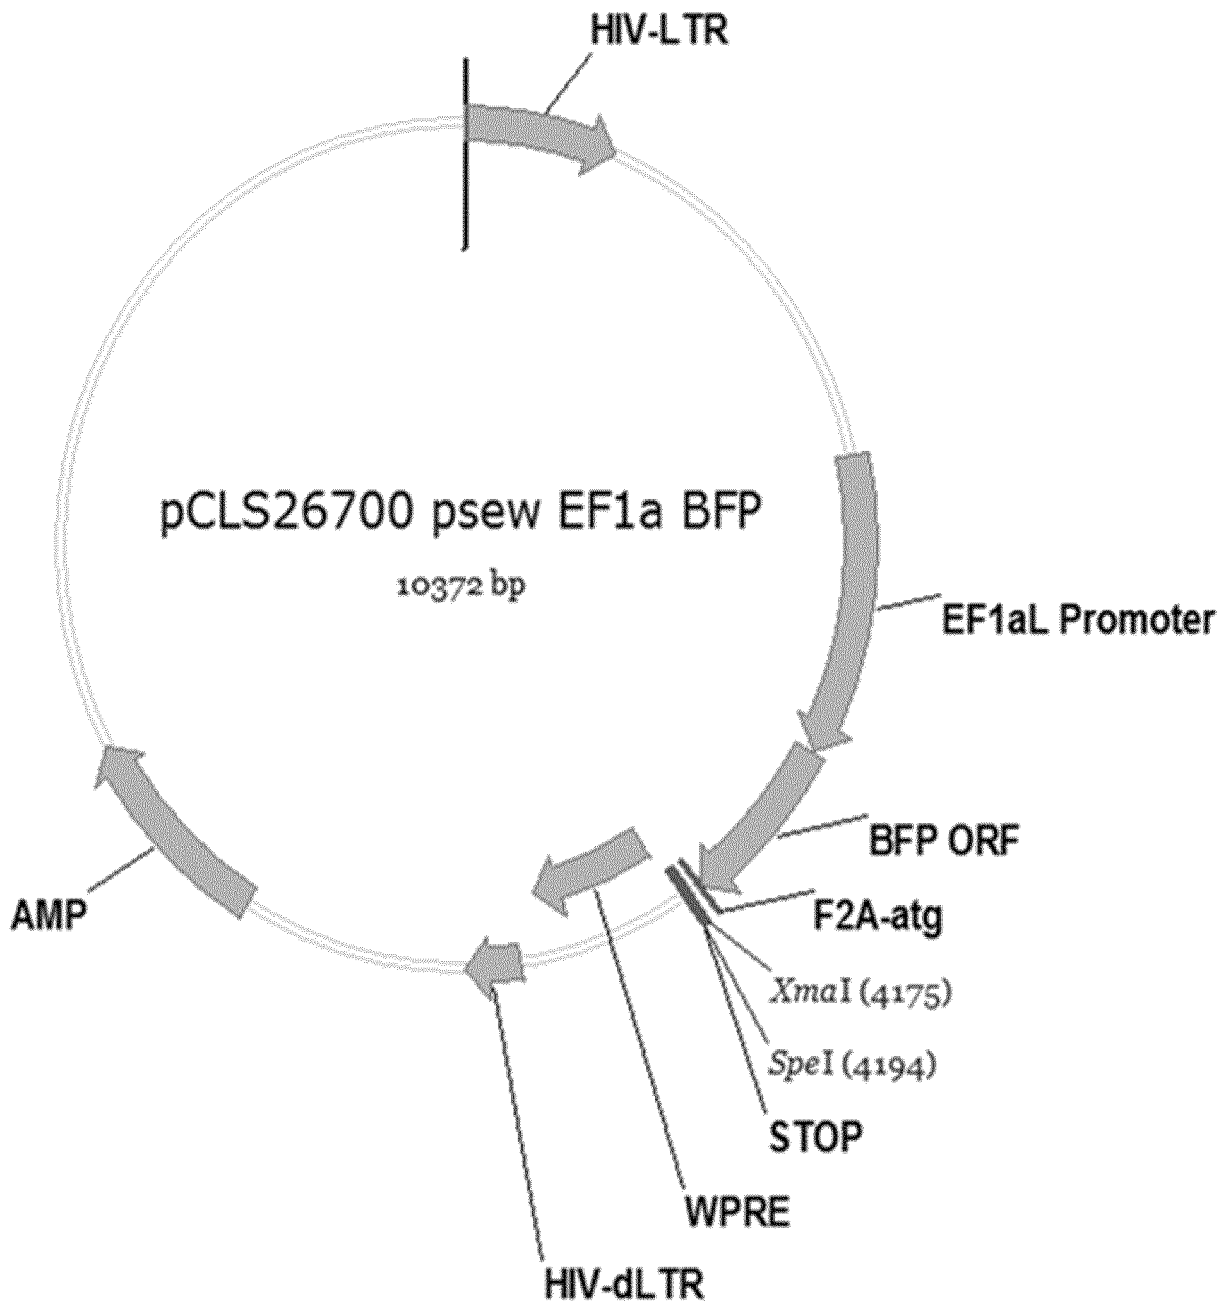 HIV-LTR
pCLS26700 psew EF1a BFP
10372 bp
EF1aL Promoter
BFP ORF
AMP
F2A-atg
XmaI (4175)
SpeI (4194)
STOP
WPRE
HIV-dLTR